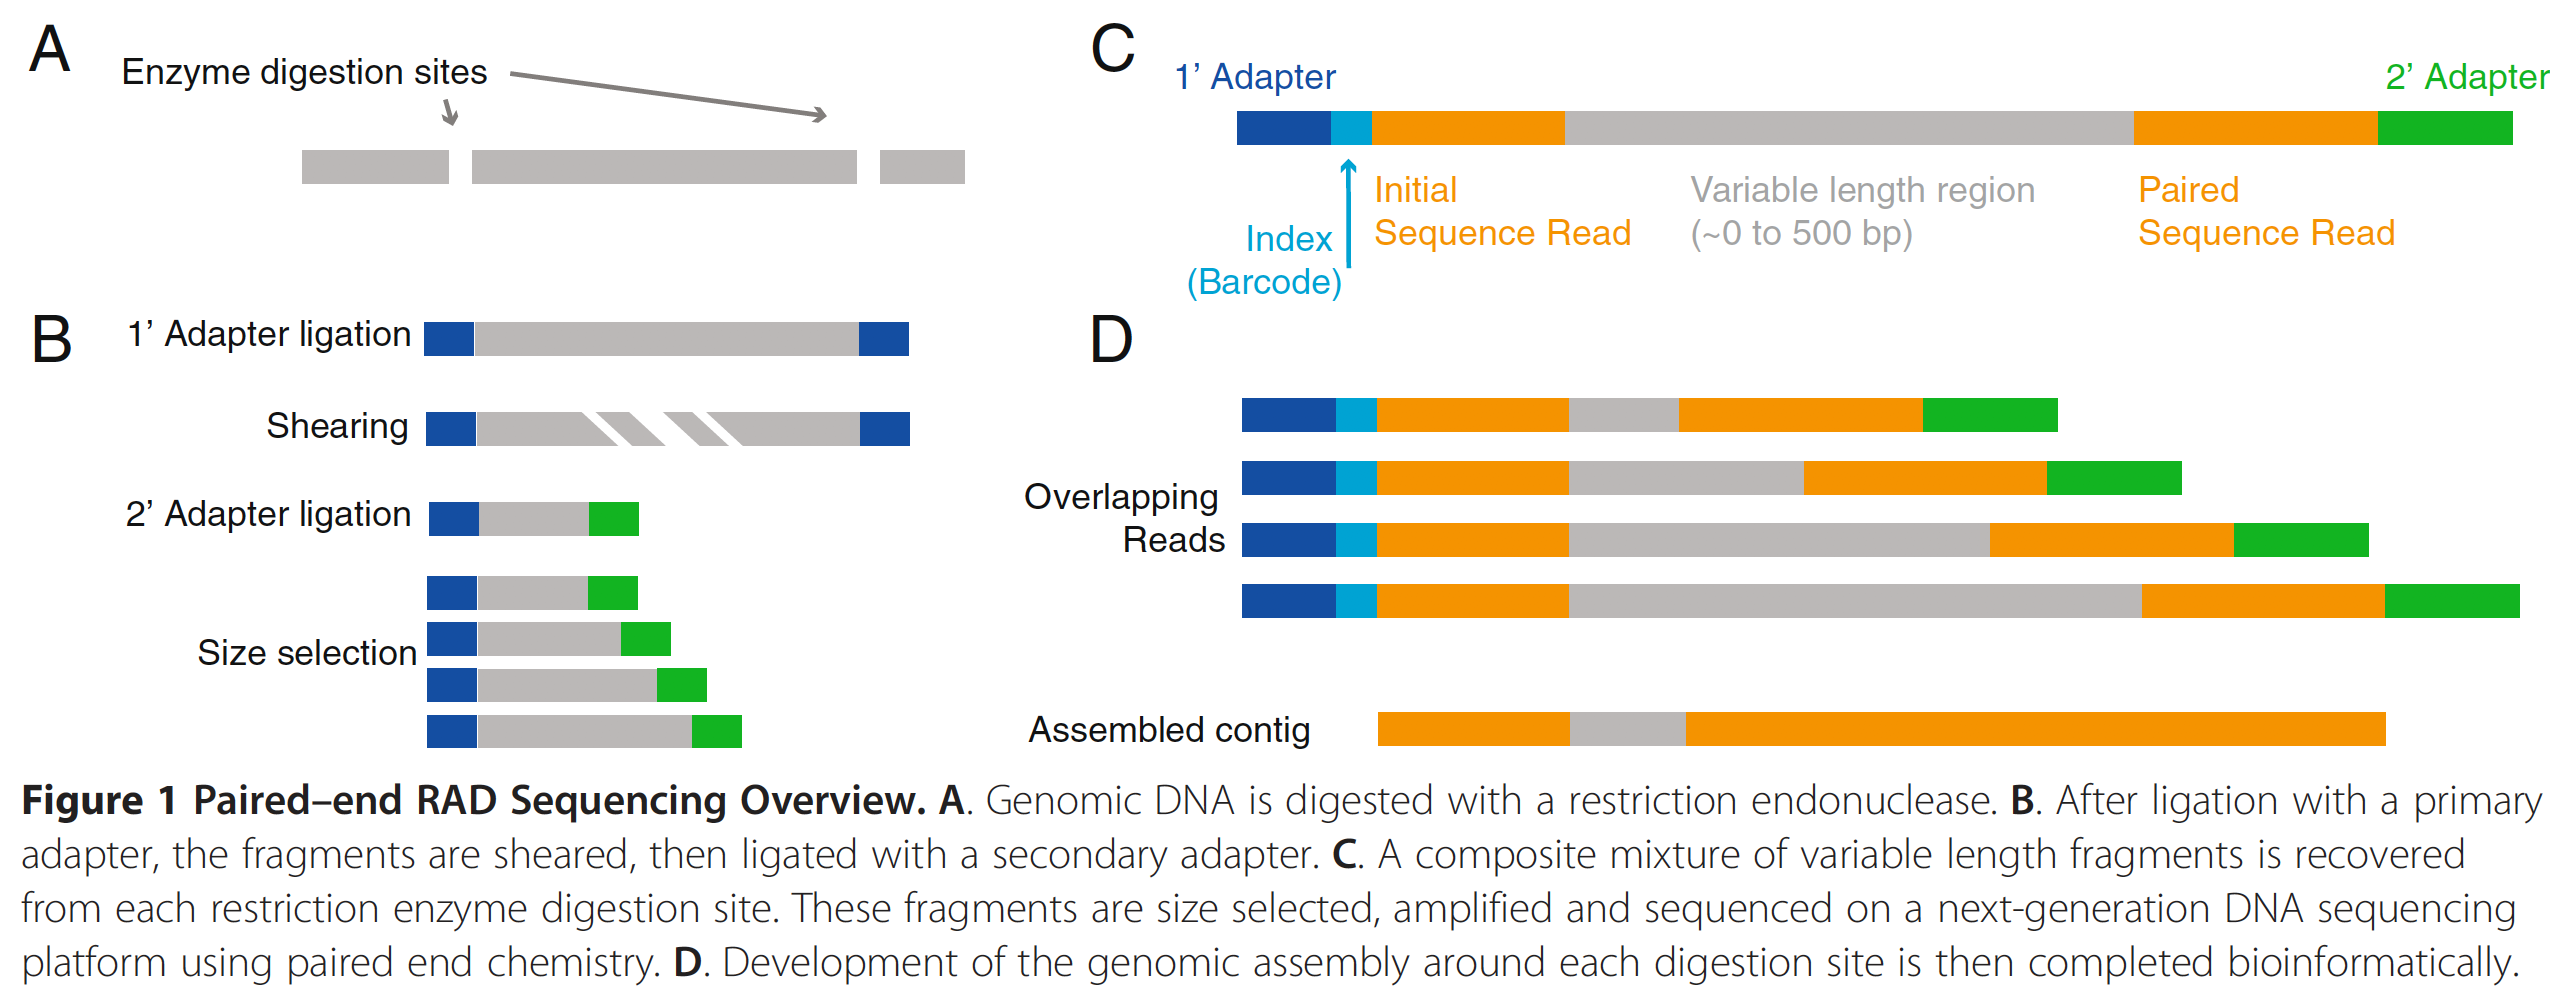 A
Enzyme digestion sites
B
1’ Adapter ligation
Shearing
2’ Adapter ligation
Size selection
C
1’ Adapter
2’ Adapter
Index
(Barcode)
Initial
Sequence Read
Variable length region
(~0 to 500 bp)
Paired
Sequence Read
D
Overlapping
Reads
Assembled contig
Figure 1 Paired–end RAD Sequencing Overview. A. Genomic DNA is digested with a restriction endonuclease. B. After ligation with a primary
adapter, the fragments are sheared, then ligated with a secondary adapter. C. A composite mixture of variable length fragments is recovered
from each restriction enzyme digestion site. These fragments are size selected, amplified and sequenced on a next-generation DNA sequencing
platform using paired end chemistry. D. Development of the genomic assembly around each digestion site is then completed bioinformatically.